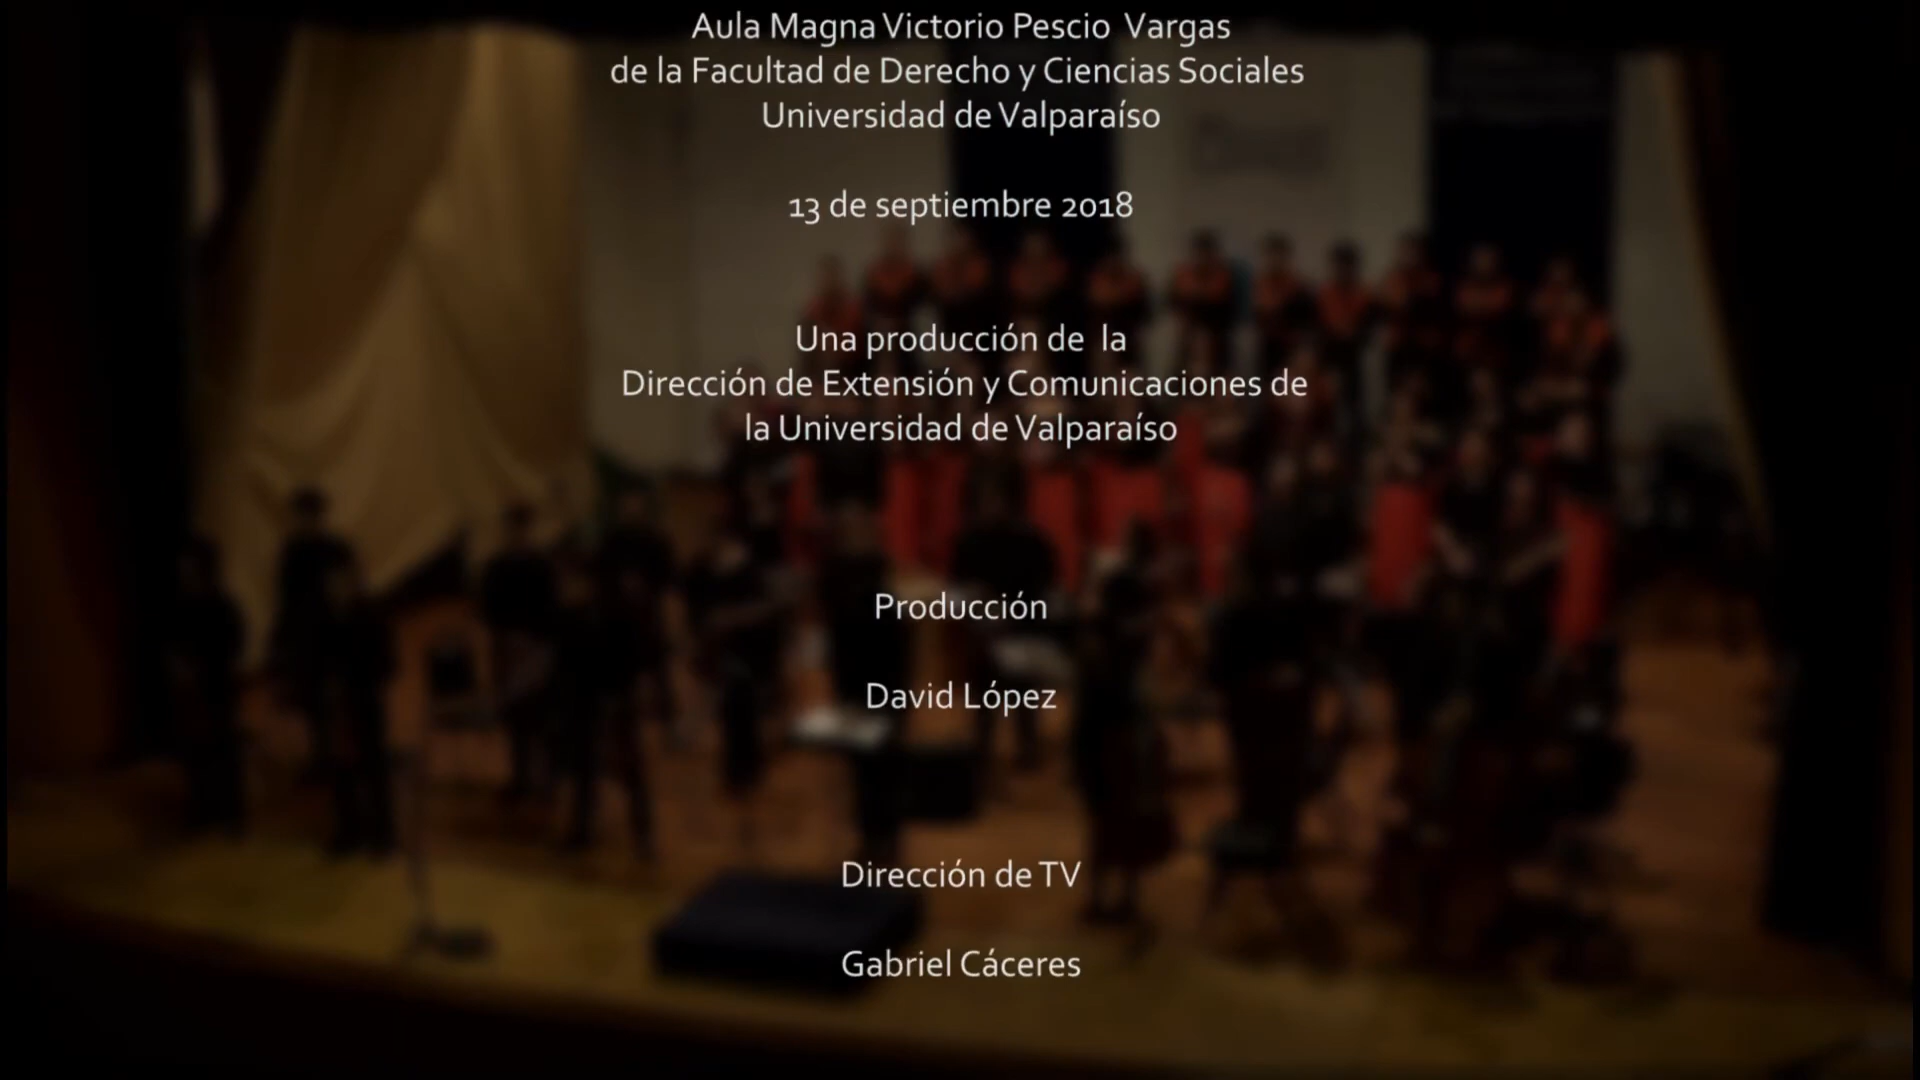 Aula Magna Victorio Pescio Vargas
de la Facultad de Derecho y Ciencias Sociales
Universidad de Valparaíso
13 de septiembre 2018
Una producción de la
Dirección de Extensión y Comunicaciones de
la Universidad de Valparaíso
Producción
David López
Dirección de TV
Gabriel Cáceres